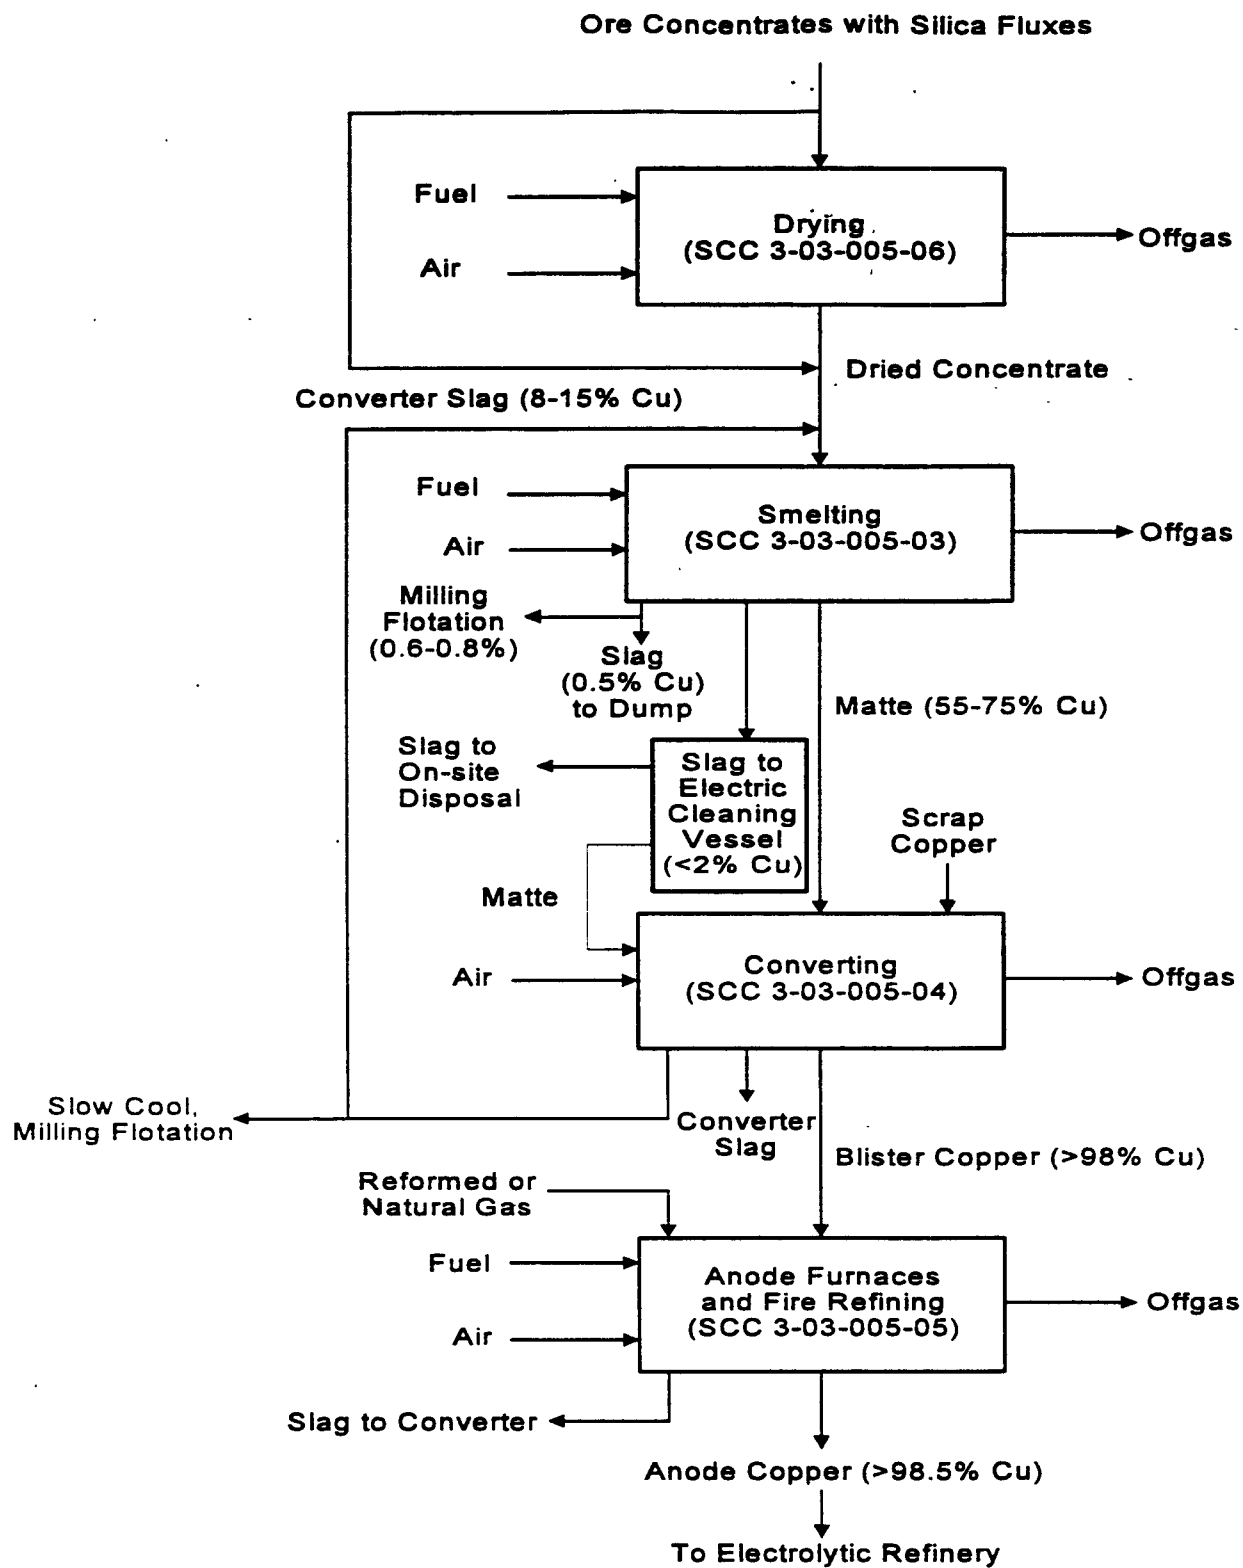 Ore Concentrates with Silica Fluxes
Fuel
Air
Drying
(SCC 3-03-005-06)
Offgas
Dried Concentrate
Converter Slag (8-15% Cu)
Fuel
Air
Smelting
(SCC 3-03-005-03)
Offgas
Milling
Flotation
(0.6-0.8%)
Slag
(0.5% Cu)
to Dump
Matte (55-75% Cu)
Slag to
On-site
Disposal
Slag to
Electric
Cleaning
Vessel
(<2% Cu)
Scrap
Copper
Matte
Air
Converting
(SCC 3-03-005-04)
Offgas
Slow Cool,
Milling Flotation
Converter
Slag
Blister Copper (>98% Cu)
Reformed or
Natural Gas
Fuel
Air
Anode Furnaces
and Fire Refining
(SCC 3-03-005-05)
Offgas
Slag to Converter
Anode Copper (>98.5% Cu)
To Electrolytic Refinery